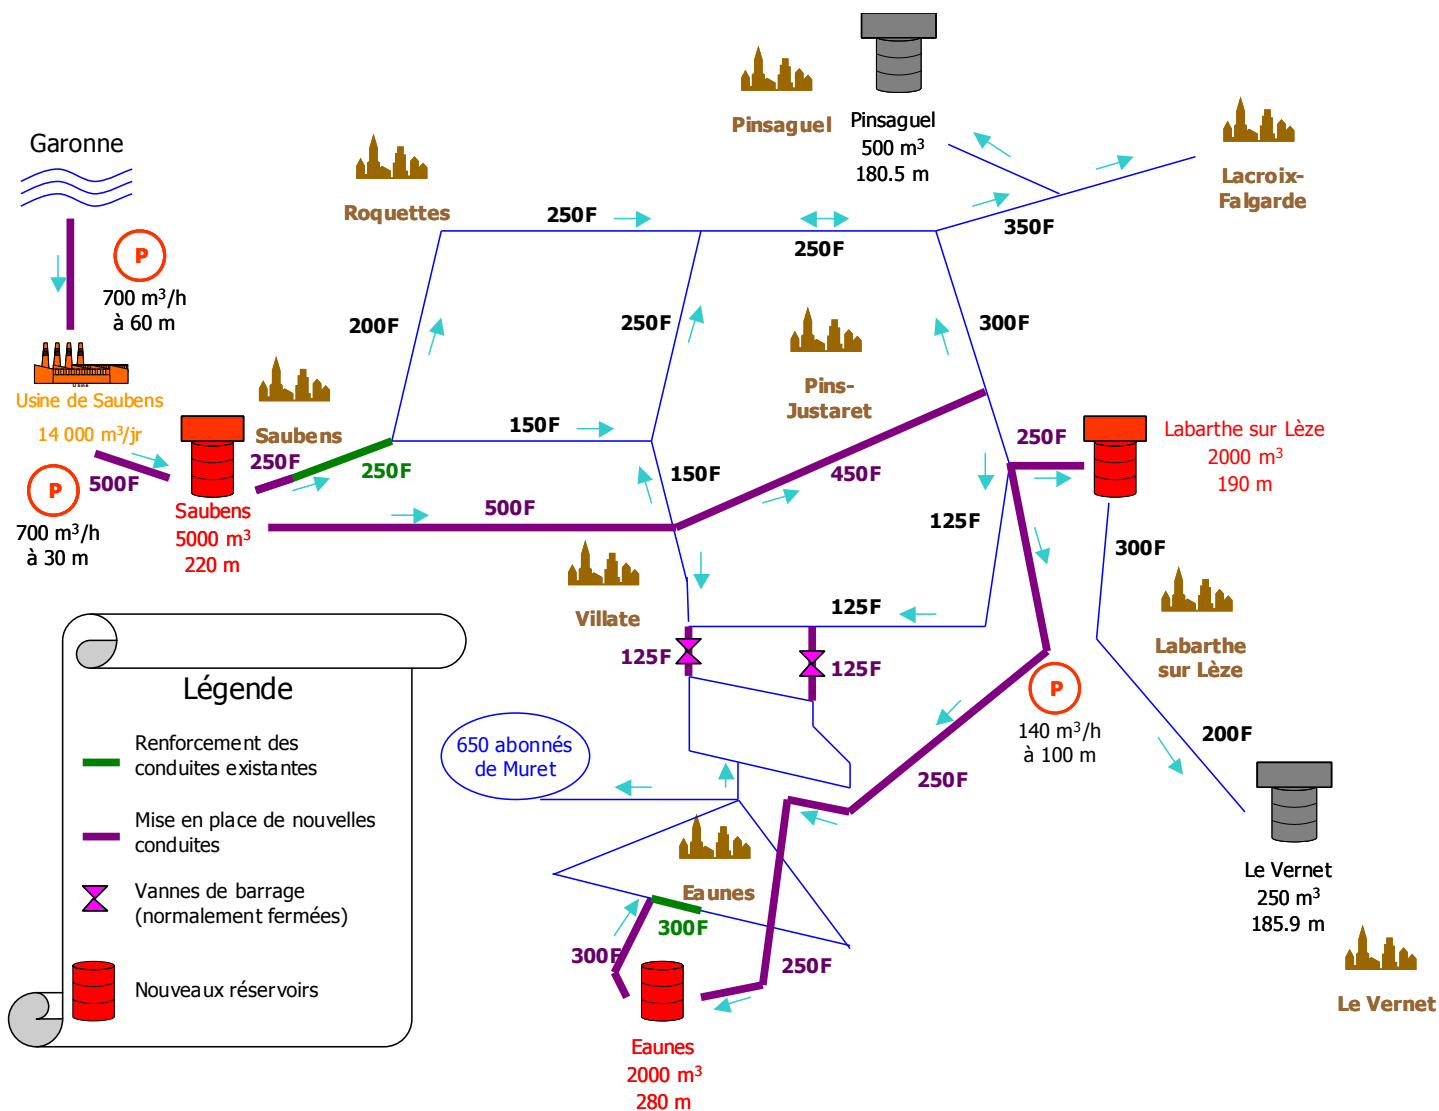 Garonne
P
700 m³/h
à 60 m
Usine de Saubens
14 000 m³/jr
P
700 m³/h
à 30 m
500F
Saubens
5000 m³
220 m
Saubens
250F
250F
Roquettes
200F
250F
150F
250F
150F
500F
Villate
Pinsaguel
Pinsaguel
500 m³
180.5 m
250F
350F
Lacroix-
Falgarde
300F
Pins-
Justaret
450F
250F
Labarthe sur Lèze
2000 m³
190 m
125F
125F
125F
125F
300F
Labarthe
sur Lèze
P
140 m³/h
à 100 m
200F
250F
Le Vernet
250 m³
185.9 m
Le Vernet
650 abonnés
de Muret
Eaunes
300F
300F
250F
Eaunes
2000 m³
280 m
Légende
Renforcement des
conduites existantes
Mise en place de nouvelles
conduites
Vannes de barrage
(normalement fermées)
Nouveaux réservoirs